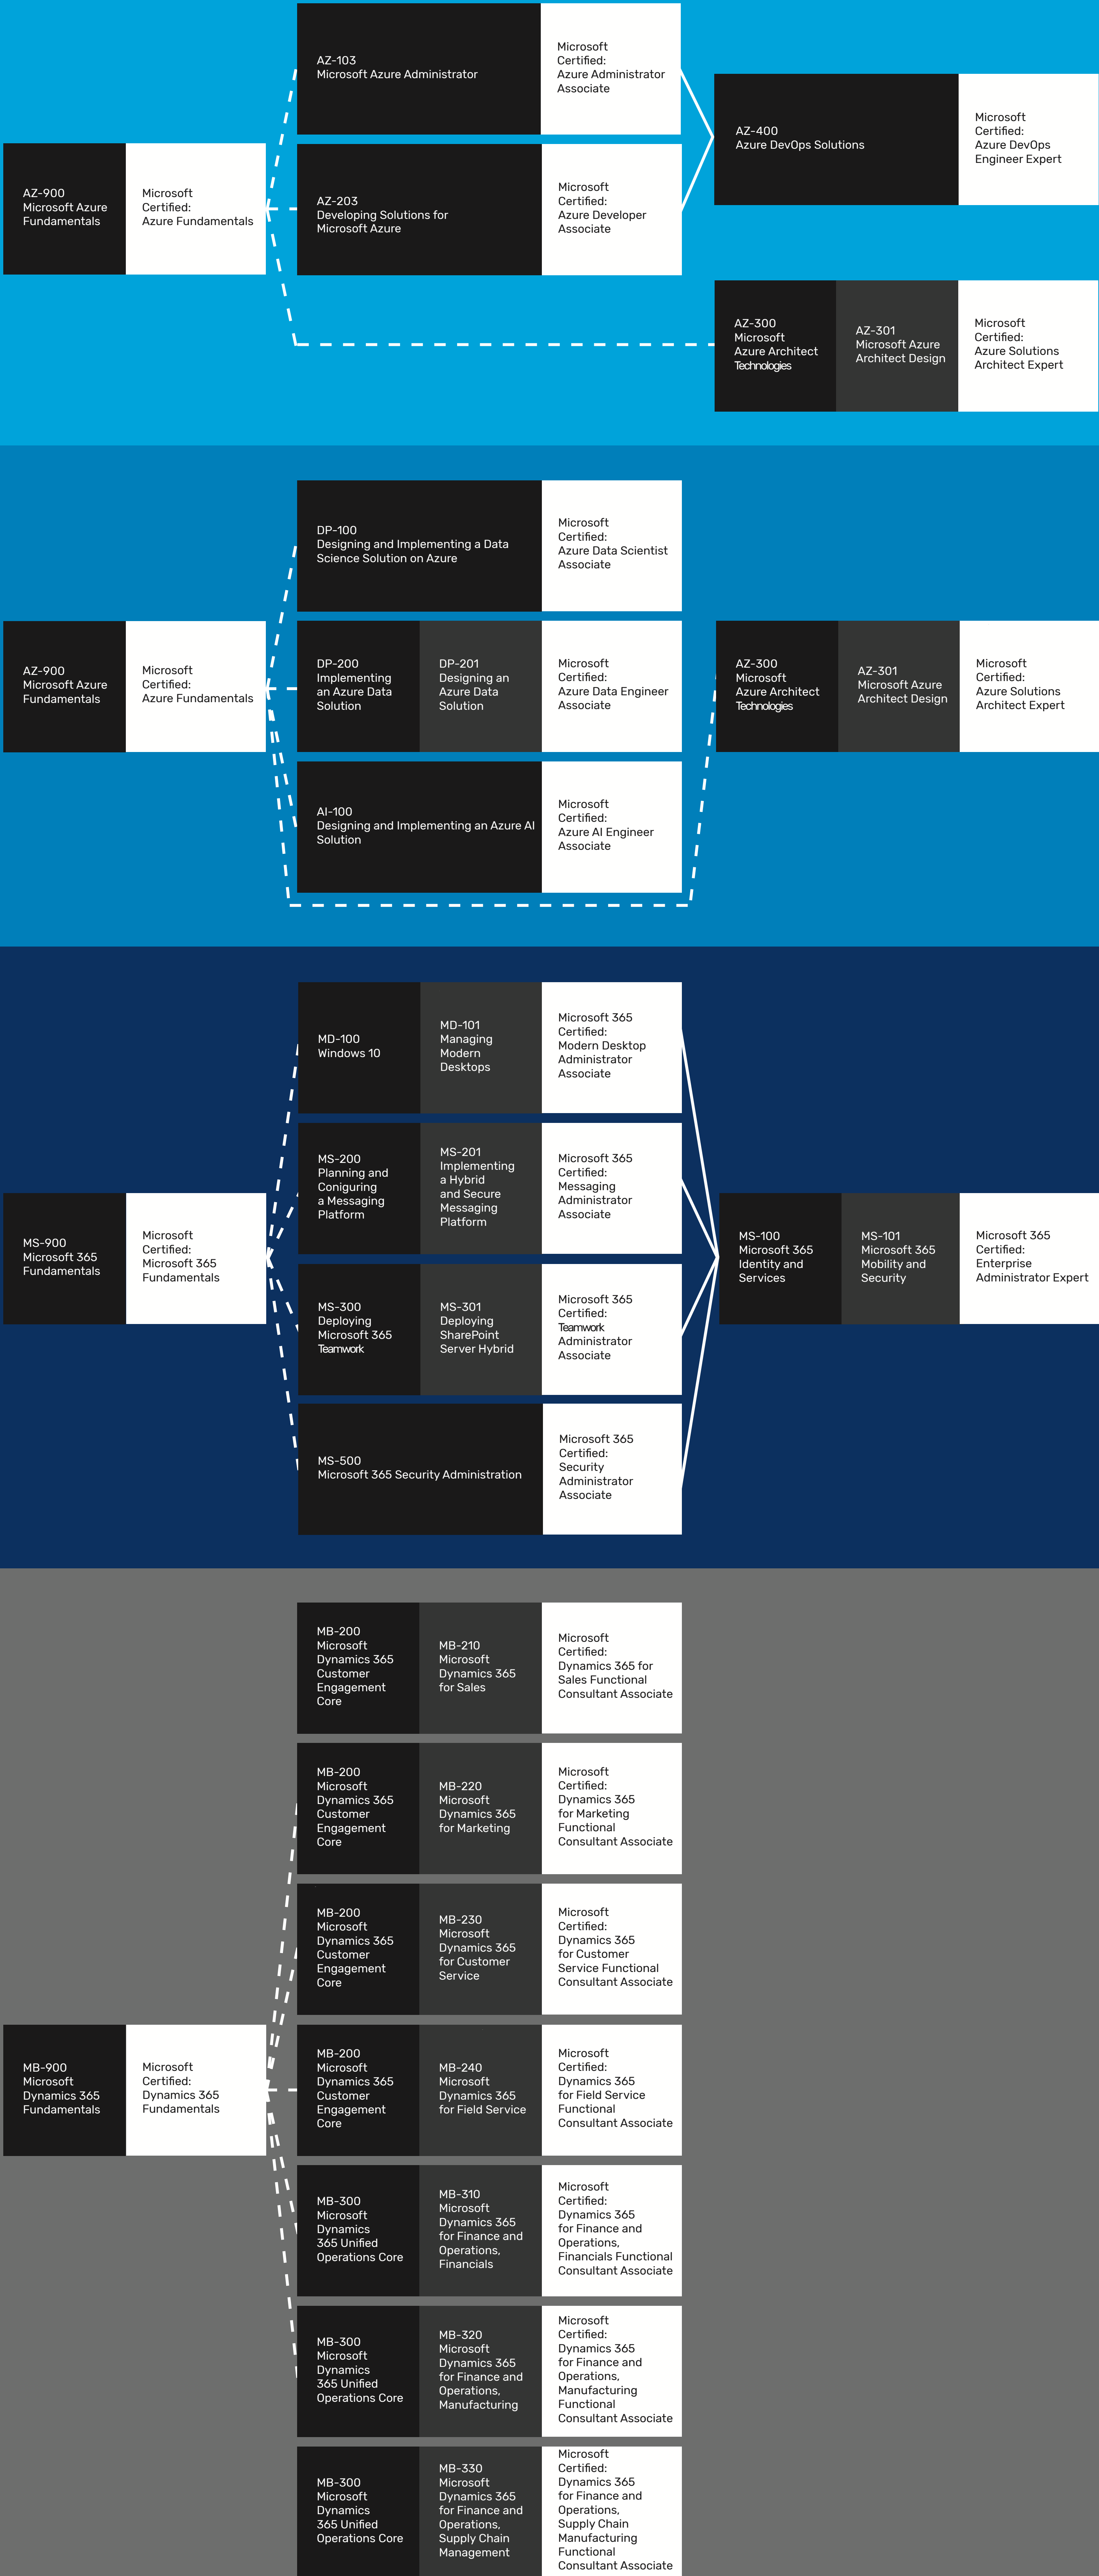 AZ-900
Microsoft Azure
Fundamentals
Microsoft
Certified:
Azure Fundamentals
AZ-103
Microsoft Azure Administrator
Microsoft
Certified:
Azure Administrator
Associate
AZ-203
Developing Solutions for
Microsoft Azure
Microsoft
Certified:
Azure Developer
Associate
AZ-400
Azure DevOps Solutions
Microsoft
Certified:
Azure DevOps
Engineer Expert
AZ-300
Microsoft
Azure Architect
Technologies
AZ-301
Microsoft Azure
Architect Design
Microsoft
Certified:
Azure Solutions
Architect Expert
AZ-900
Microsoft Azure
Fundamentals
Microsoft
Certified:
Azure Fundamentals
DP-100
Designing and Implementing a Data
Science Solution on Azure
Microsoft
Certified:
Azure Data Scientist
Associate
DP-200
Implementing
an Azure Data
Solution
DP-201
Designing an
Azure Data
Solution
Microsoft
Certified:
Azure Data Engineer
Associate
AI-100
Designing and Implementing an Azure AI
Solution
Microsoft
Certified:
Azure AI Engineer
Associate
AZ-300
Microsoft
Azure Architect
Technologies
AZ-301
Microsoft Azure
Architect Design
Microsoft
Certified:
Azure Solutions
Architect Expert
MS-900
Microsoft 365
Fundamentals
Microsoft
Certified:
Microsoft 365
Fundamentals
MD-100
Windows 10
MD-101
Managing
Modern
Desktops
Microsoft 365
Certified:
Modern Desktop
Administrator
Associate
MS-200
Planning and
Coniguring
a Messaging
Platform
MS-201
Implementing
a Hybrid
and Secure
Messaging
Platform
Microsoft 365
Certified:
Messaging
Administrator
Associate
MS-300
Deploying
Microsoft 365
Teamwork
MS-301
Deploying
SharePoint
Server Hybrid
Microsoft 365
Certified:
Teamwork
Administrator
Associate
MS-500
Microsoft 365 Security Administration
Microsoft 365
Certified:
Security
Administrator
Associate
MS-100
Microsoft 365
Identity and
Services
MS-101
Microsoft 365
Mobility and
Security
Microsoft 365
Certified:
Enterprise
Administrator Expert
MB-900
Microsoft
Dynamics 365
Fundamentals
Microsoft
Certified:
Dynamics 365
Fundamentals
MB-200
Microsoft
Dynamics 365
Customer
Engagement
Core
MB-210
Microsoft
Dynamics 365
for Sales
Microsoft
Certified:
Dynamics 365 for
Sales Functional
Consultant Associate
MB-200
Microsoft
Dynamics 365
Customer
Engagement
Core
MB-220
Microsoft
Dynamics 365
for Marketing
Microsoft
Certified:
Dynamics 365
for Marketing
Functional
Consultant Associate
MB-200
Microsoft
Dynamics 365
Customer
Engagement
Core
MB-230
Microsoft
Dynamics 365
for Customer
Service
Microsoft
Certified:
Dynamics 365
for Customer
Service Functional
Consultant Associate
MB-200
Microsoft
Dynamics 365
Customer
Engagement
Core
MB-240
Microsoft
Dynamics 365
for Field Service
Microsoft
Certified:
Dynamics 365
for Field Service
Functional
Consultant Associate
MB-300
Microsoft
Dynamics
365 Unified
Operations Core
MB-310
Microsoft
Dynamics 365
for Finance and
Operations,
Financials
Microsoft
Certified:
Dynamics 365
for Finance and
Operations,
Financials Functional
Consultant Associate
MB-300
Microsoft
Dynamics
365 Unified
Operations Core
MB-320
Microsoft
Dynamics 365
for Finance and
Operations,
Manufacturing
Microsoft
Certified:
Dynamics 365
for Finance and
Operations,
Manufacturing
Functional
Consultant Associate
MB-300
Microsoft
Dynamics
365 Unified
Operations Core
MB-330
Microsoft
Dynamics 365
for Finance and
Operations,
Supply Chain
Management
Microsoft
Certified:
Dynamics 365
for Finance and
Operations,
Supply Chain
Manufacturing
Functional
Consultant Associate